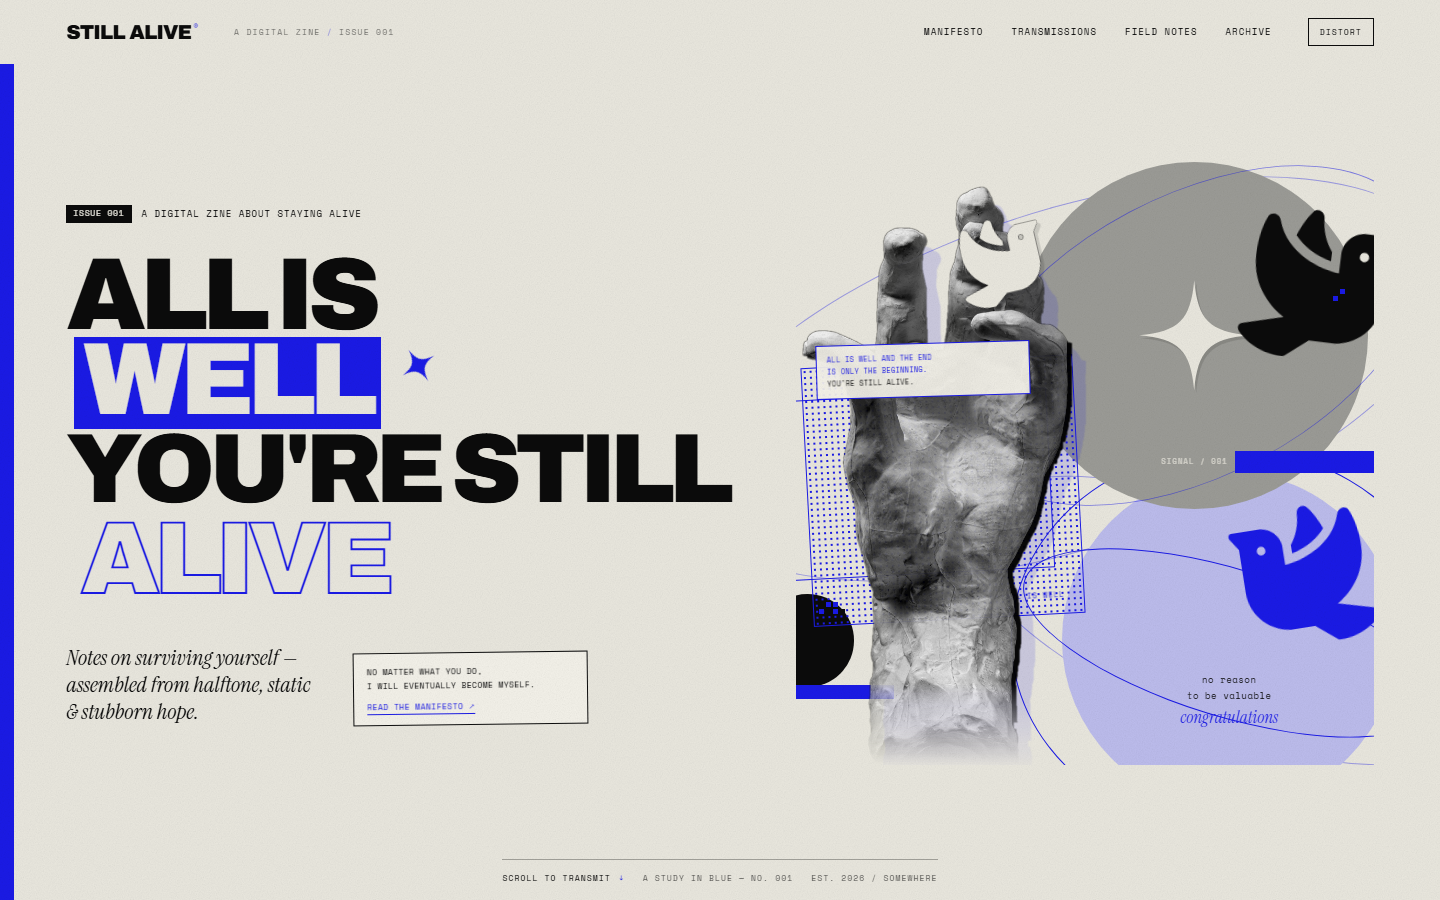 STILL ALIVE®
A DIGITAL ZINE / ISSUE 001
MANIFESTO
TRANSMISSIONS
FIELD NOTES
ARCHIVE
DISTORT
ISSUE 001
A DIGITAL ZINE ABOUT STAYING ALIVE
ALL IS
WELL
YOU'RE STILL
ALIVE
Notes on surviving yourself —
assembled from halftone, static
& stubborn hope.
NO MATTER WHAT YOU DO,
I WILL EVENTUALLY BECOME MYSELF.
READ THE MANIFESTO ↗
ALL IS WELL AND THE END
IS ONLY THE BEGINNING.
YOU'RE STILL ALIVE.
SIGNAL / 001
no reason
to be valuable
congratulations
SCROLL TO TRANSMIT ↓
A STUDY IN BLUE — NO. 001
EST. 2026 / SOMEWHERE